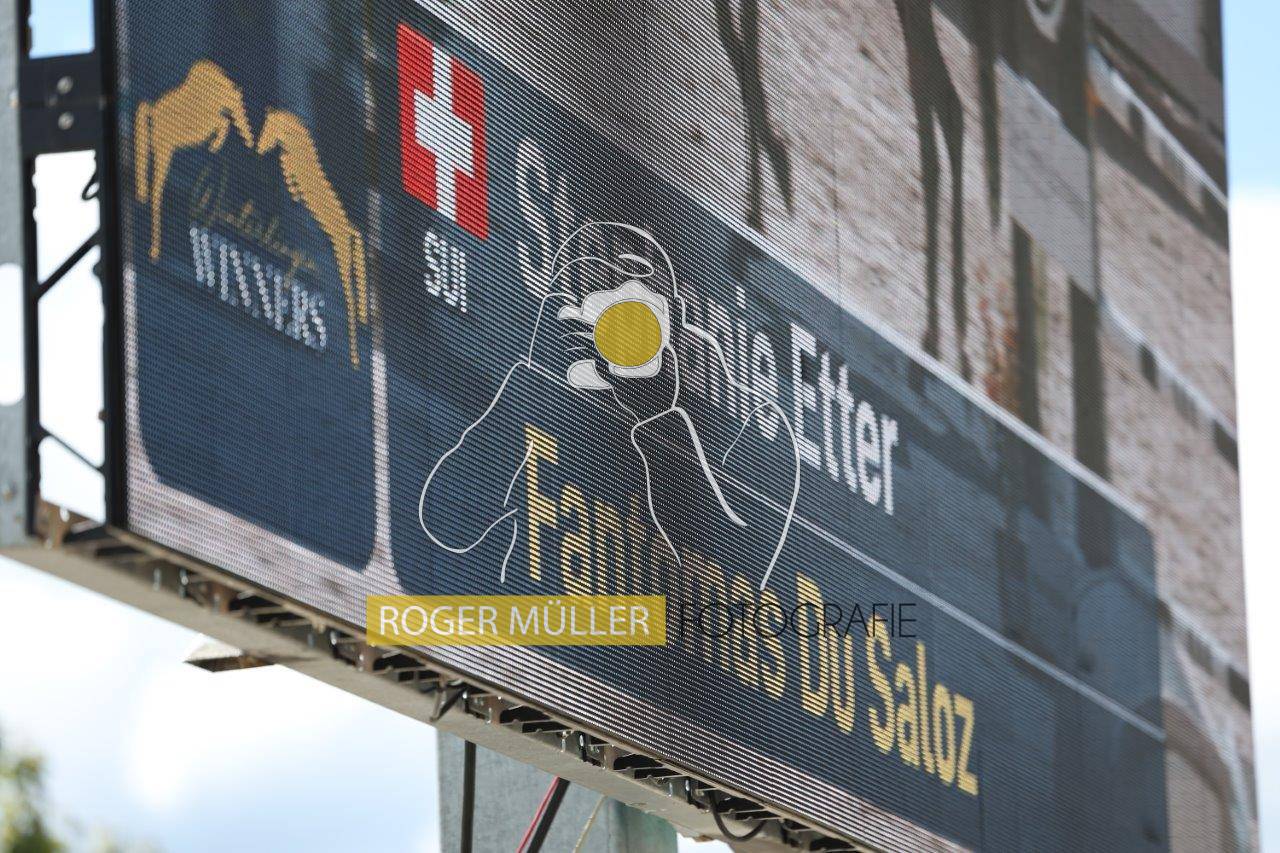 WINNERS
SUI
Etter
Fantomas Du Saloz
ROGER MÜLLER FOTOGRAFIE